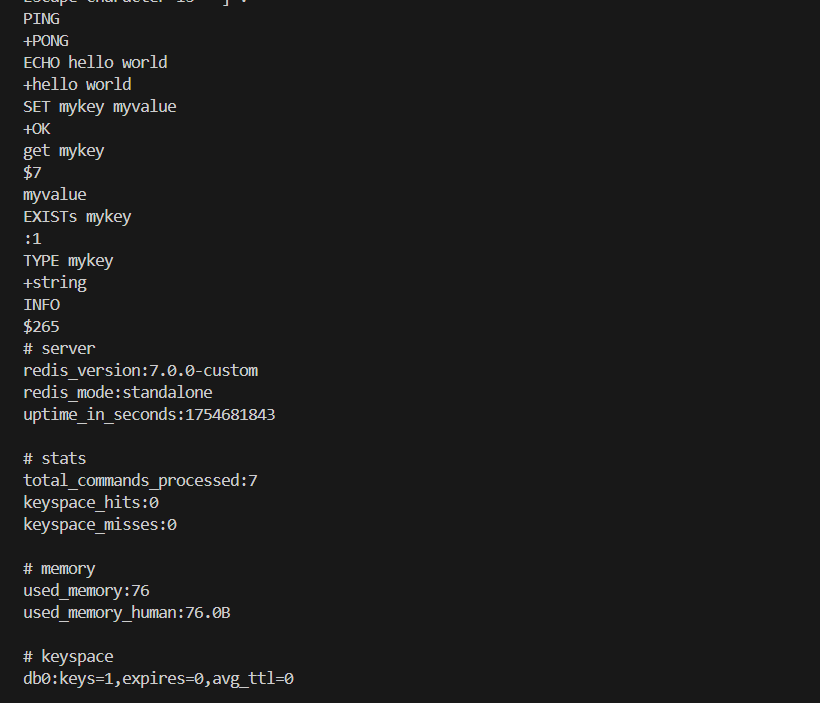 PING
+PONG
ECHO hello world
+hello world
SET mykey myvalue
+OK
get mykey
$7
myvalue
EXISTs mykey
:1
TYPE mykey
+string
INFO
$265
# server
redis_version:7.0.0-custom
redis_mode:standalone
uptime_in_seconds:1754681843

# stats
total_commands_processed:7
keyspace_hits:0
keyspace_misses:0

# memory
used_memory:76
used_memory_human:76.0B

# keyspace
db0:keys=1,expires=0,avg_ttl=0